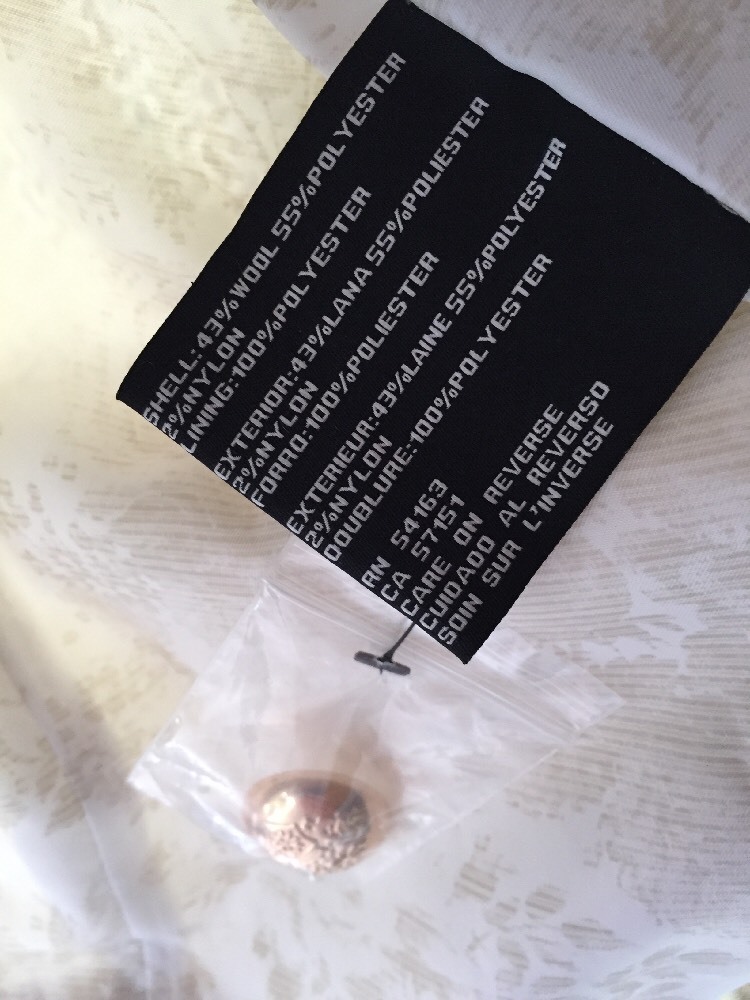 SHELL:43%WOOL 55%POLYESTER
2%NYLON
LINING:100%POLYESTER
EXTERIOR:43%LANA 55%POLIESTER
2%NYLON
FORRO:100%POLIESTER
EXTERIEUR:43%LAINE 55%POLYESTER
2%NYLON
DOUBLURE:100%POLYESTER
RN 54163
CA 57151
CARE ON REVERSE
CUIDADO AL REVERSO
SOIN SUR L'INVERSE